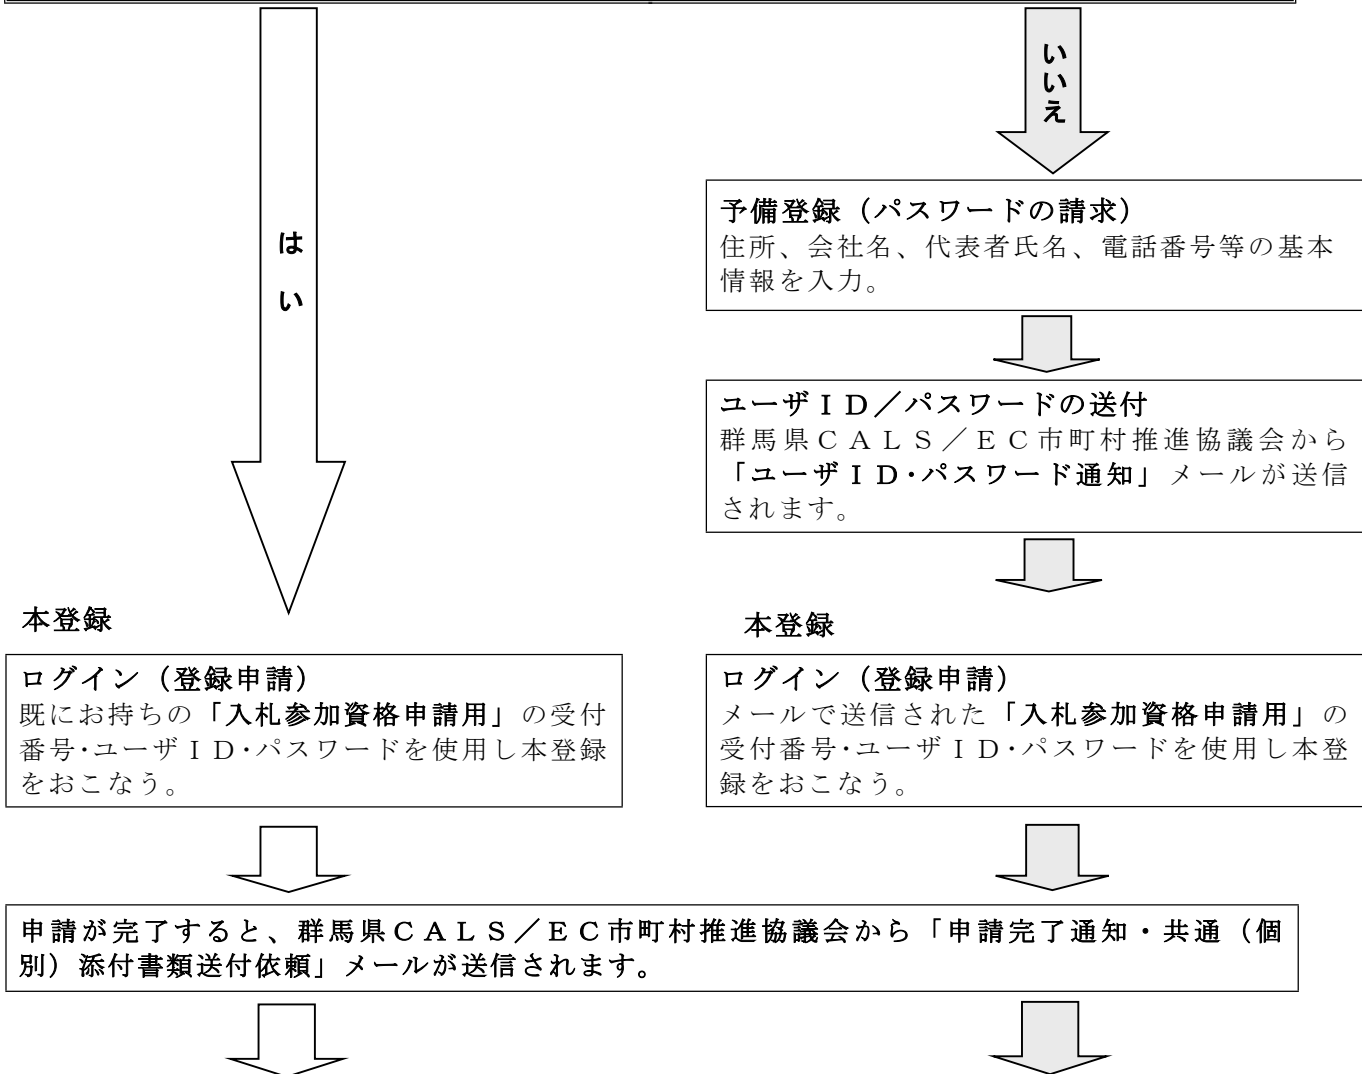 いいえ
はい
予備登録（パスワードの請求）
住所、会社名、代表者氏名、電話番号等の基本
情報を入力。
ユーザＩＤ／パスワードの送付
群馬県ＣＡＬＳ／ＥＣ市町村推進協議会から
「ユーザＩＤ・パスワード通知」メールが送信
されます。
本登録
ログイン（登録申請）
既にお持ちの「入札参加資格申請用」の受付
番号・ユーザＩＤ・パスワードを使用し本登録
をおこなう。
本登録
ログイン（登録申請）
メールで送信された「入札参加資格申請用」の
受付番号・ユーザＩＤ・パスワードを使用し本登
録をおこなう。
申請が完了すると、群馬県ＣＡＬＳ／ＥＣ市町村推進協議会から「申請完了通知・共通（個
別）添付書類送付依頼」メールが送信されます。